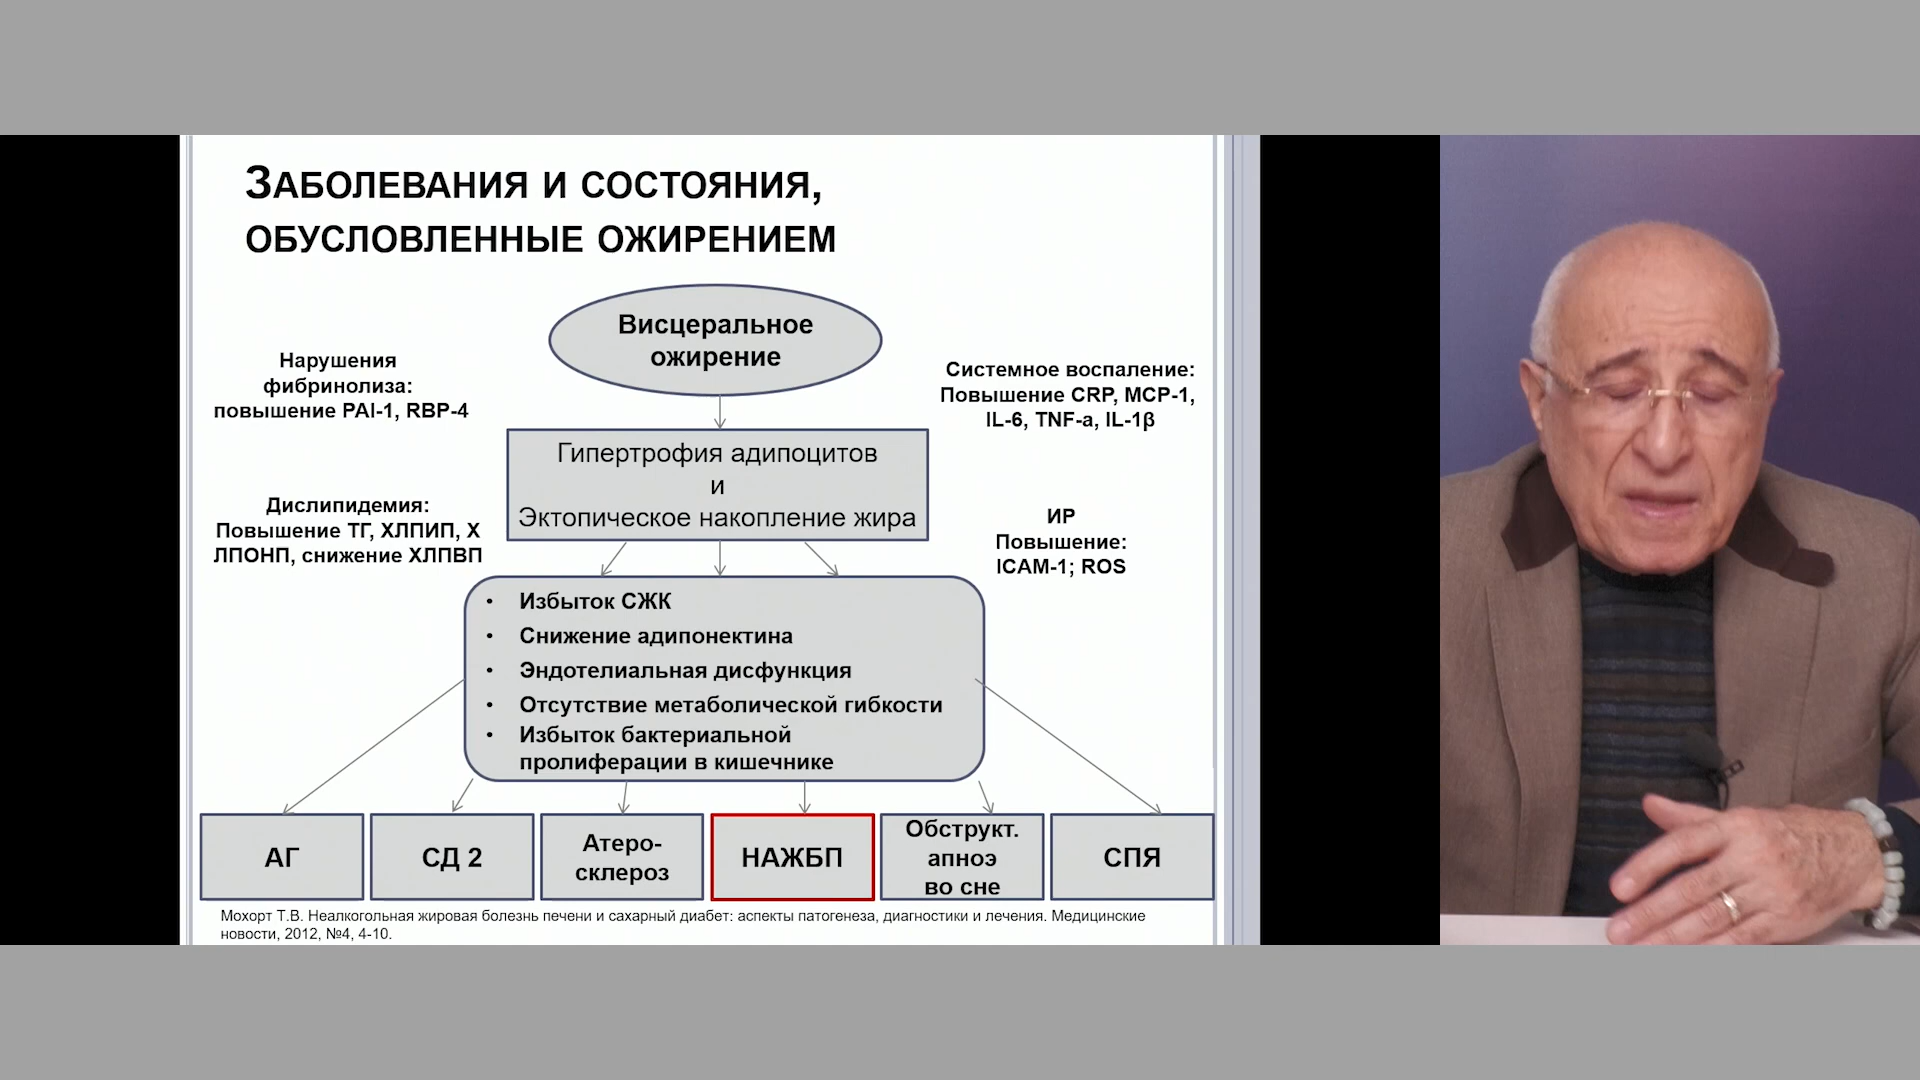 ЗАБОЛЕВАНИЯ И СОСТОЯНИЯ,
ОБУСЛОВЛЕННЫЕ ОЖИРЕНИЕМ
Висцеральное
ожирение
Нарушения
фибринолиза:
повышение PAI-1, RBP-4
Системное воспаление:
Повышение CRP, MCP-1,
IL-6, TNF-a, IL-1β
Гипертрофия адипоцитов
и
Эктопическое накопление жира
Дислипидемия:
Повышение ТГ, ХЛПИП, Х
ЛПОНП, снижение ХЛПВП
ИР
Повышение:
ICAM-1; ROS
• Избыток СЖК
• Снижение адипонектина
• Эндотелиальная дисфункция
• Отсутствие метаболической гибкости
• Избыток бактериальной
пролиферации в кишечнике
АГ
СД 2
Атеро-
склероз
НАЖБП
Обструкт.
апноэ
во сне
СПЯ
Мохорт Т.В. Неалкогольная жировая болезнь печени и сахарный диабет: аспекты патогенеза, диагностики и лечения. Медицинские
новости, 2012, №4, 4-10.